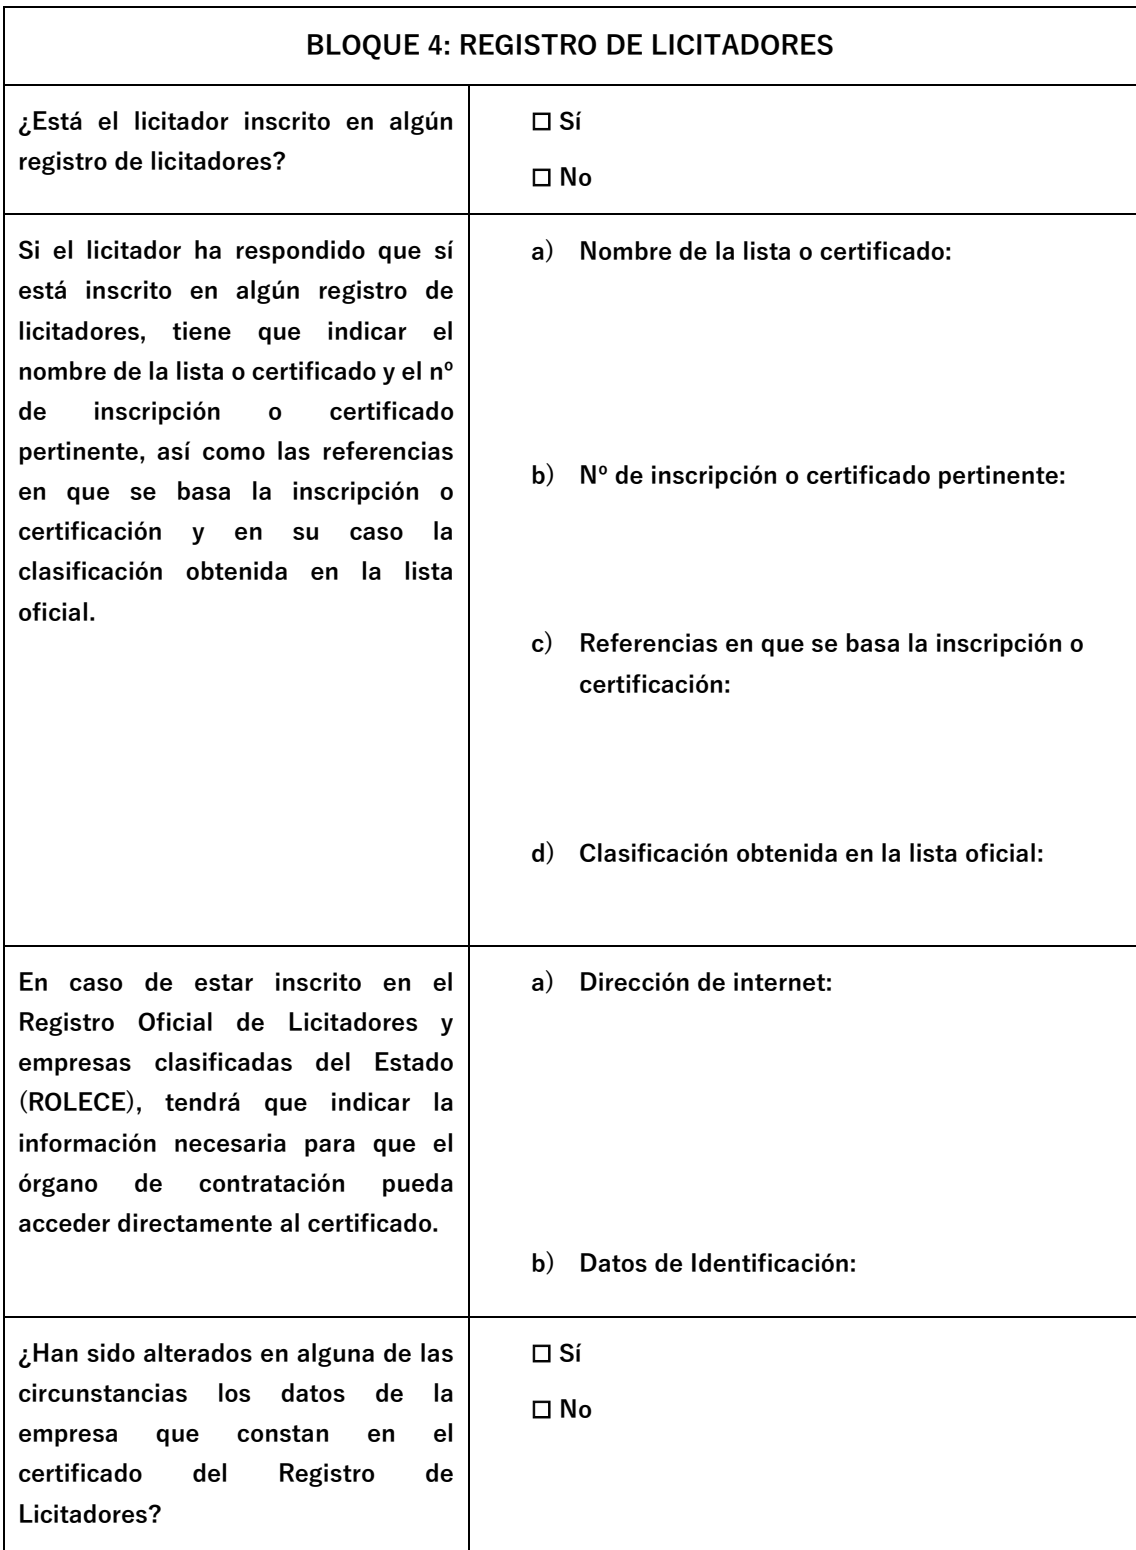 BLOQUE 4: REGISTRO DE LICITADORES
¿Está el licitador inscrito en algún
registro de licitadores?
☐ Sí
☐ No
Si el licitador ha respondido que sí
está inscrito en algún registro de
licitadores, tiene que indicar el
nombre de la lista o certificado y el nº
de inscripción o certificado
pertinente, así como las referencias
en que se basa la inscripción o
certificación y en su caso la
clasificación obtenida en la lista
oficial.
a) Nombre de la lista o certificado:
b) Nº de inscripción o certificado pertinente:
c) Referencias en que se basa la inscripción o
certificación:
d) Clasificación obtenida en la lista oficial:
En caso de estar inscrito en el
Registro Oficial de Licitadores y
empresas clasificadas del Estado
(ROLECE), tendrá que indicar la
información necesaria para que el
órgano de contratación pueda
acceder directamente al certificado.
a) Dirección de internet:
b) Datos de Identificación:
¿Han sido alterados en alguna de las
circunstancias los datos de la
empresa que constan en el
certificado del Registro de
Licitadores?
☐ Sí
☐ No